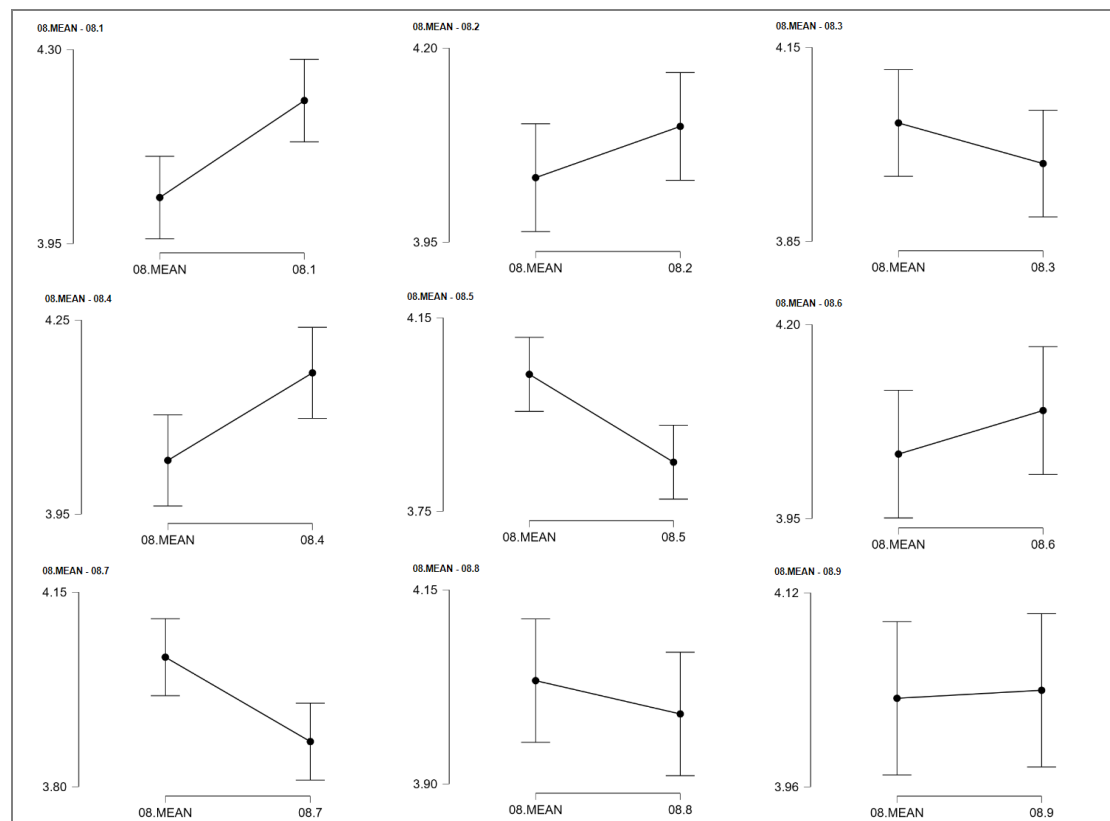 08.MEAN - 08.1
4.30
3.95
08.MEAN 08.1
08.MEAN - 08.2
4.20
3.95
08.MEAN 08.2
08.MEAN - 08.3
4.15
3.85
08.MEAN 08.3
08.MEAN - 08.4
4.25
3.95
08.MEAN 08.4
08.MEAN - 08.5
4.15
3.75
08.MEAN 08.5
08.MEAN - 08.6
4.20
3.95
08.MEAN 08.6
08.MEAN - 08.7
4.15
3.80
08.MEAN 08.7
08.MEAN - 08.8
4.15
3.90
08.MEAN 08.8
08.MEAN - 08.9
4.12
3.96
08.MEAN 08.9